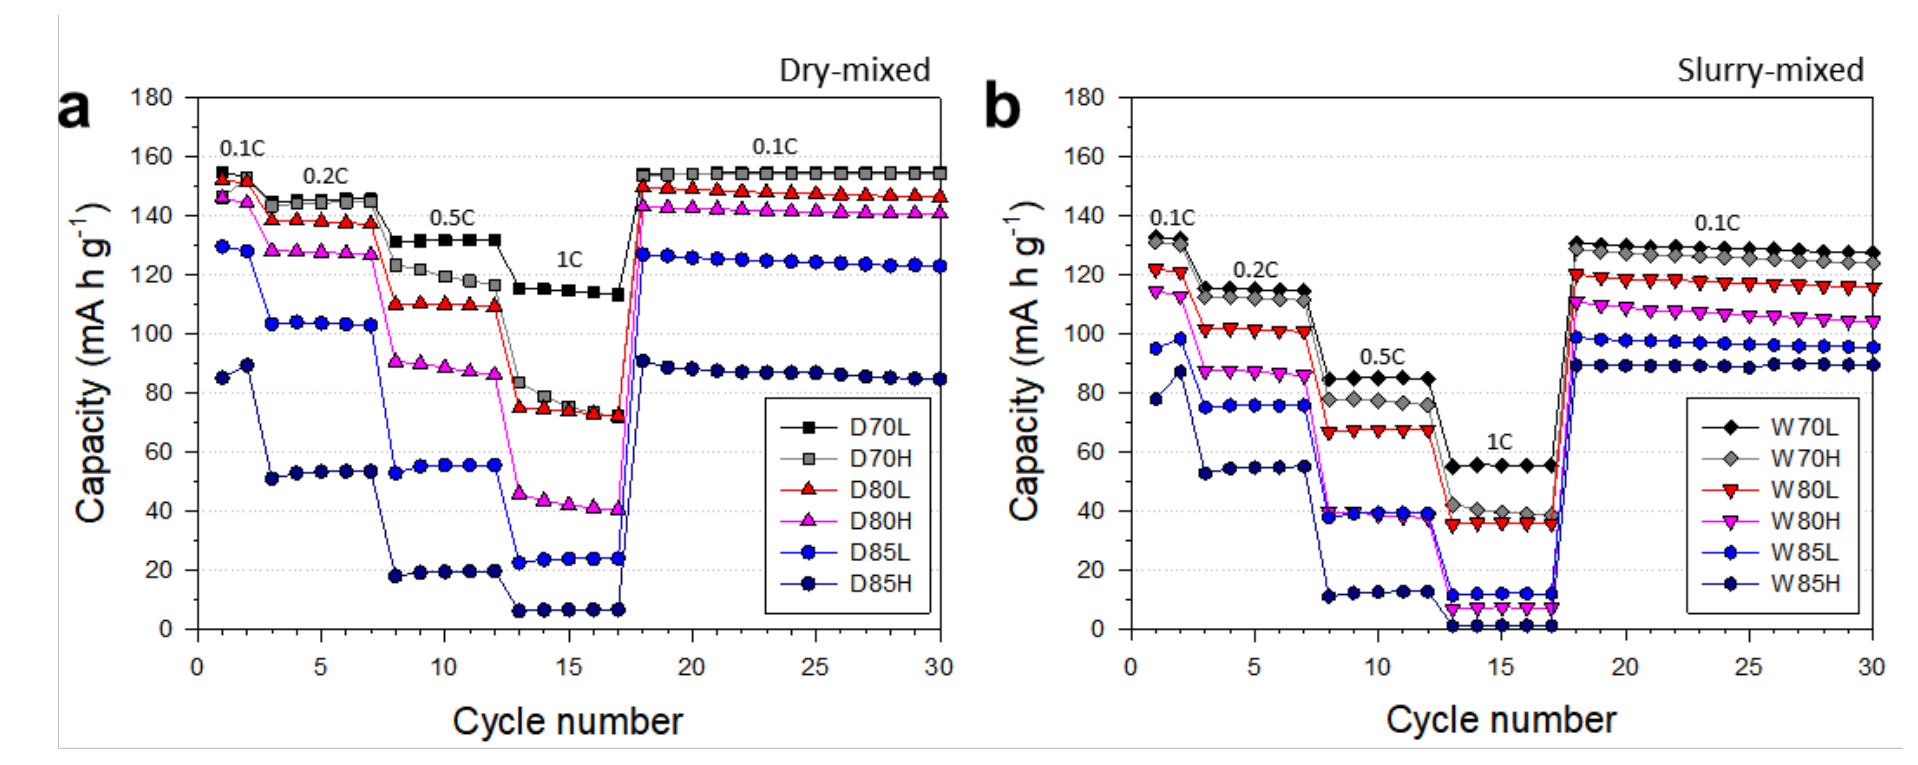 Dry-mixed
a
180
160
140
120
100
80
60
40
20
0
0.1C
0.2C
0.5C
1C
0.1C
D70L
D70H
D80L
D80H
D85L
D85H
0 5 10 15 20 25 30
Cycle number
Capacity (mA h g-1)
Slurry-mixed
b
180
160
140
120
100
80
60
40
20
0
0.1C
0.2C
0.5C
1C
0.1C
W70L
W70H
W80L
W80H
W85L
W85H
0 5 10 15 20 25 30
Cycle number
Capacity (mA h g-1)